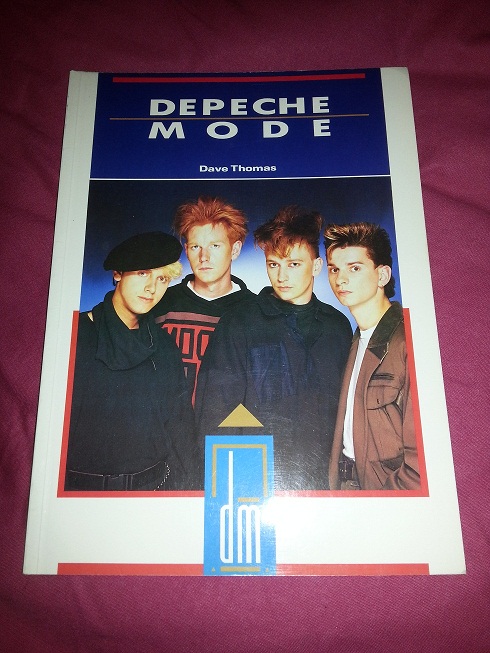 DEPECHE
MODE
Dave Thomas
dm